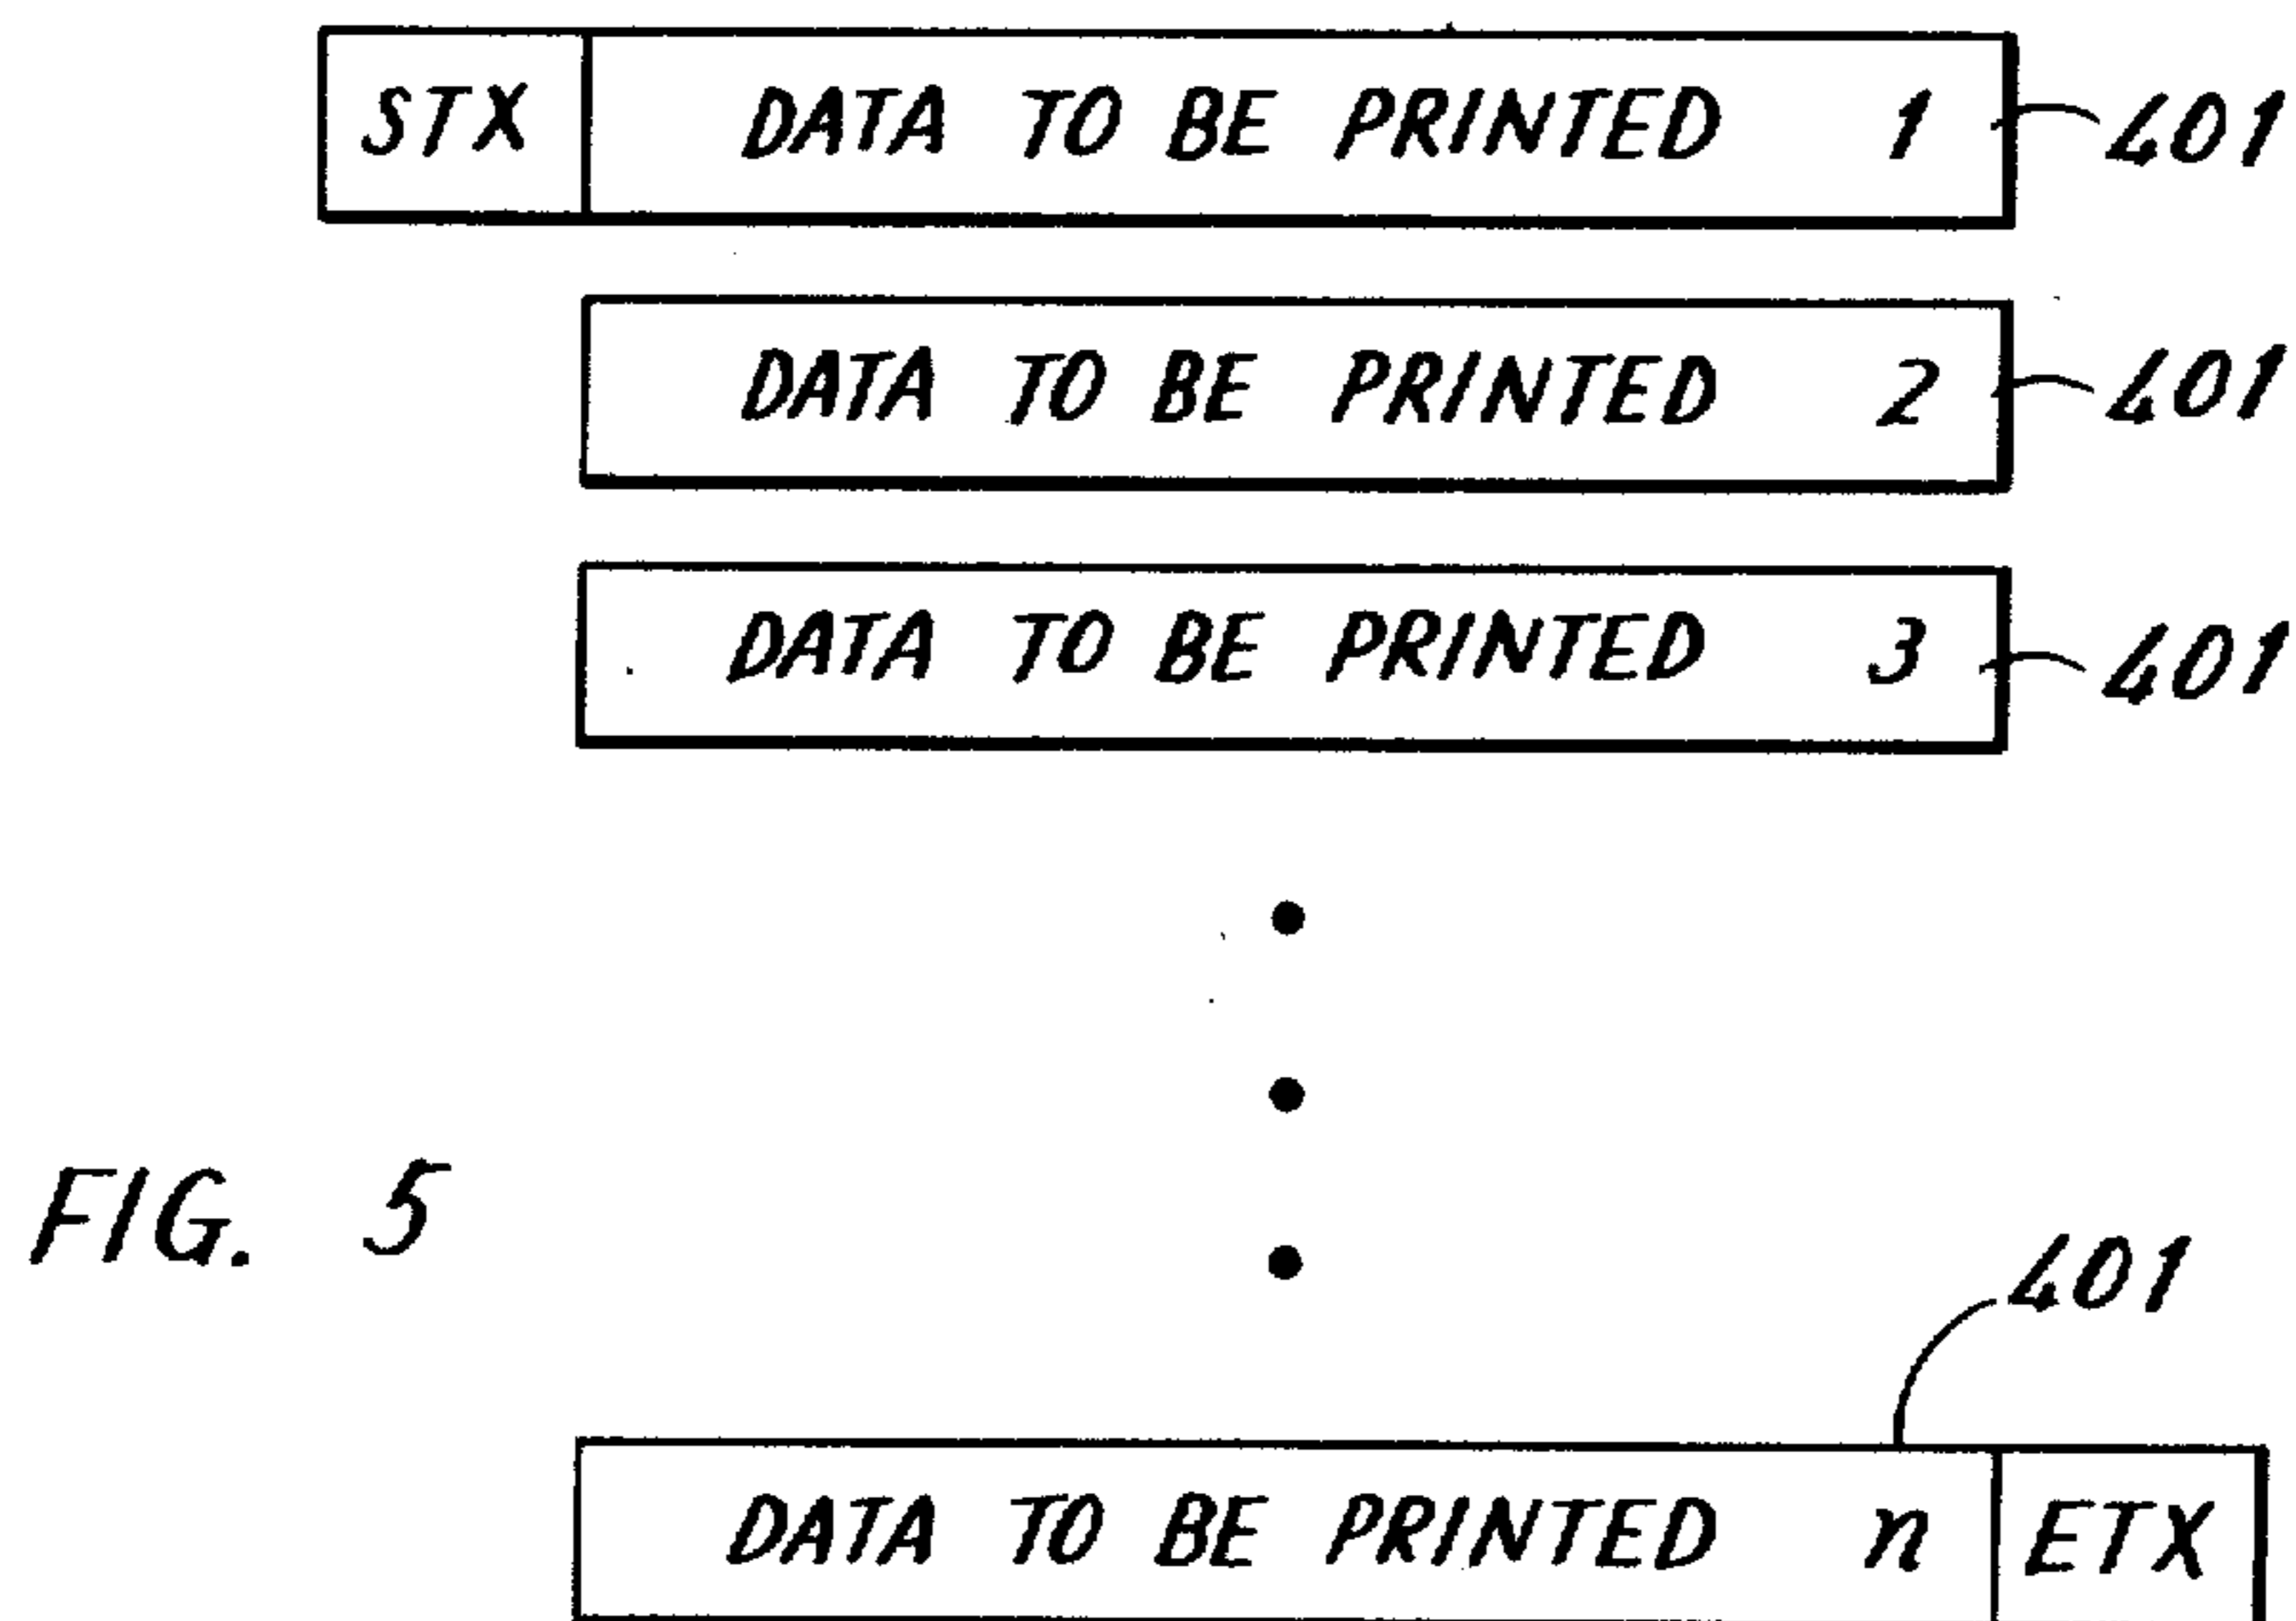 STX DATA TO BE PRINTED 1 401
DATA TO BE PRINTED 2 401
DATA TO BE PRINTED 3 401
FIG. 5
401
DATA TO BE PRINTED n ETX